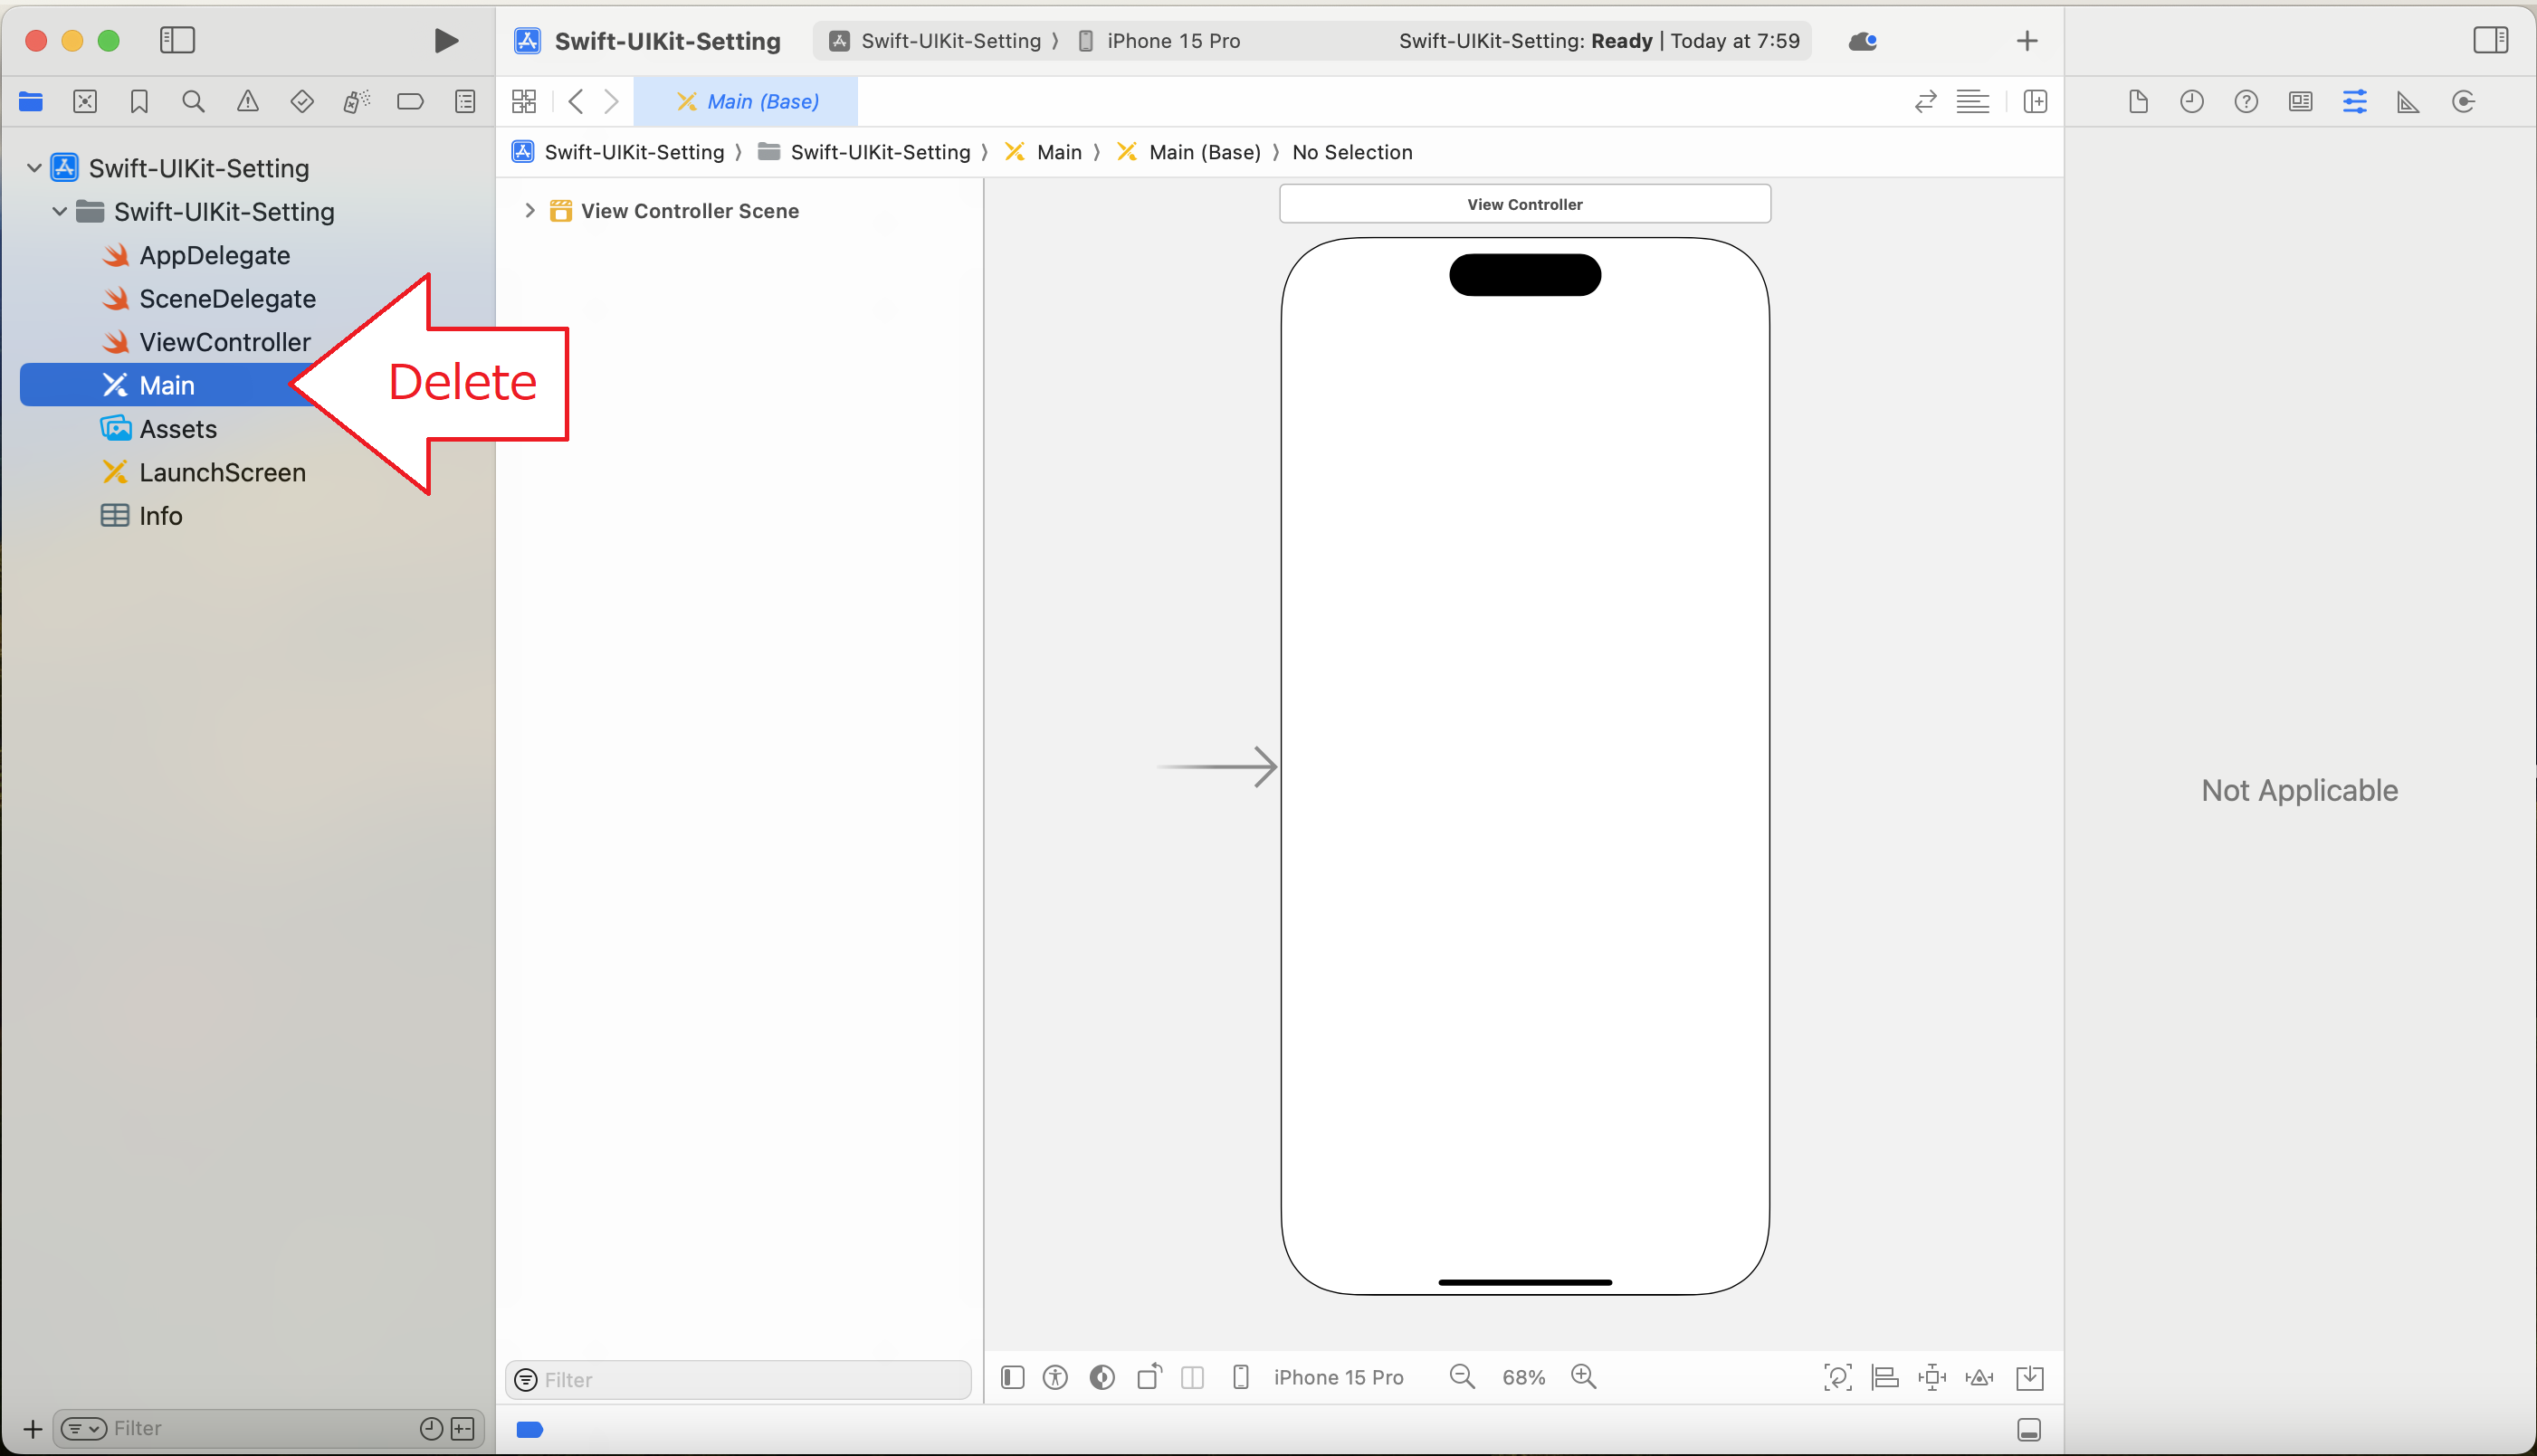 Swift-UIKit-Setting
Swift-UIKit-Setting 〉 iPhone 15 Pro
Swift-UIKit-Setting: Ready | Today at 7:59
Main (Base)
Swift-UIKit-Setting 〉 Swift-UIKit-Setting 〉 Main 〉 Main (Base) 〉 No Selection
Swift-UIKit-Setting
Swift-UIKit-Setting
AppDelegate
SceneDelegate
ViewController
Main
Assets
LaunchScreen
Info
Delete
View Controller Scene
View Controller
Not Applicable
Filter
iPhone 15 Pro
68%
Filter